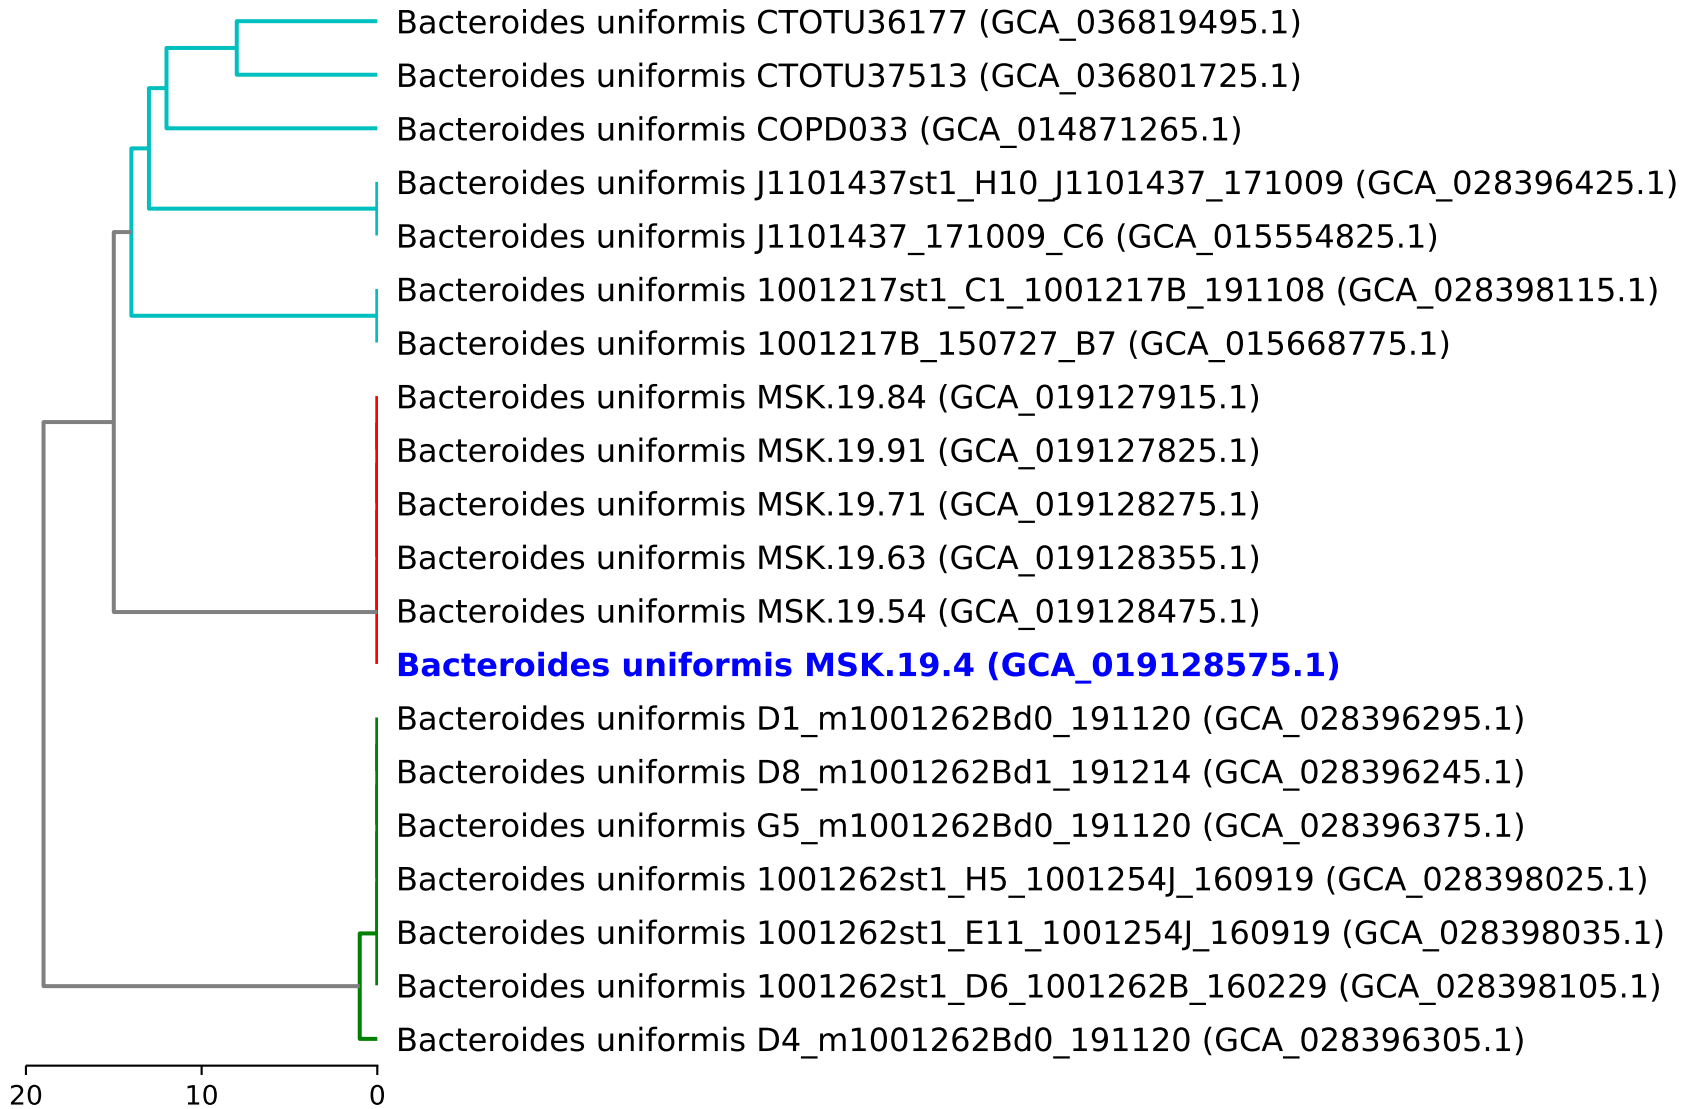 Bacteroides uniformis CTOTU36177 (GCA_036819495.1)
Bacteroides uniformis CTOTU37513 (GCA_036801725.1)
Bacteroides uniformis COPD033 (GCA_014871265.1)
Bacteroides uniformis J1101437st1_H10_J1101437_171009 (GCA_028396425.1)
Bacteroides uniformis J1101437_171009_C6 (GCA_015554825.1)
Bacteroides uniformis 1001217st1_C1_1001217B_191108 (GCA_028398115.1)
Bacteroides uniformis 1001217B_150727_B7 (GCA_015668775.1)
Bacteroides uniformis MSK.19.84 (GCA_019127915.1)
Bacteroides uniformis MSK.19.91 (GCA_019127825.1)
Bacteroides uniformis MSK.19.71 (GCA_019128275.1)
Bacteroides uniformis MSK.19.63 (GCA_019128355.1)
Bacteroides uniformis MSK.19.54 (GCA_019128475.1)
Bacteroides uniformis MSK.19.4 (GCA_019128575.1)
Bacteroides uniformis D1_m1001262Bd0_191120 (GCA_028396295.1)
Bacteroides uniformis D8_m1001262Bd1_191214 (GCA_028396245.1)
Bacteroides uniformis G5_m1001262Bd0_191120 (GCA_028396375.1)
Bacteroides uniformis 1001262st1_H5_1001254J_160919 (GCA_028398025.1)
Bacteroides uniformis 1001262st1_E11_1001254J_160919 (GCA_028398035.1)
Bacteroides uniformis 1001262st1_D6_1001262B_160229 (GCA_028398105.1)
Bacteroides uniformis D4_m1001262Bd0_191120 (GCA_028396305.1)
20 10 0